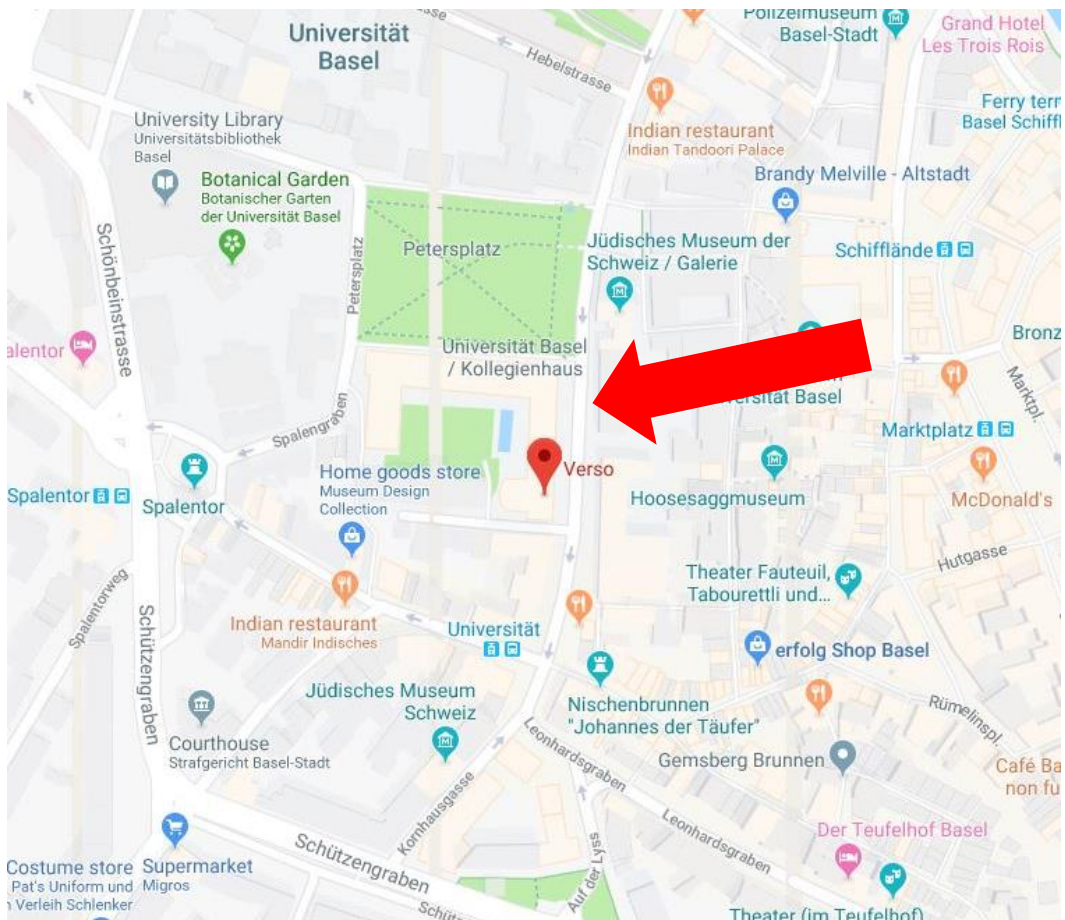 Polizeimuseum
Basel-Stadt
Grand Hotel
Les Trois Rois
Universität
Basel
Hebelstrasse
Ferry
Basel Schiffl
University Library
Universitätsbibliothek
Basel
Indian restaurant
Indian Tandoori Palace
Botanical Garden
Botanischer Garten
der Universität Basel
Brandy Melville - Altstadt
Schönbeinstrasse
Petersplatz
Petersplatz
Jüdisches Museum der
Schweiz / Galerie
Schifflände
alentor
Universität Basel
/ Kollegienhaus
Bronz
Marktpl.
Universität Basel
Spalengraben
Marktplatz
Spalentor
Spalentor
Home goods store
Museum Design
Collection
Verso
Hoosesaggmuseum
McDonald's
Hutgasse
Spalentorweg
Theater Fauteuil,
Tabourettli und...
Schützengraben
Indian restaurant
Mandir Indisches
Universität
erfolg Shop Basel
Jüdisches Museum
Schweiz
Nischenbrunnen
"Johannes der Täufer"
Rümelinspl.
Courthouse
Strafgericht Basel-Stadt
Leonhardsgraben
Gemsberg Brunnen
Café Ba
non fu
Kornhausgasse
Leonhardsgraben
Der Teufelhof Basel
Schützengraben
Auf der Lyss
Costume store
Pat's Uniform und
Verleih Schlenker
Supermarket
Migros
Theater (im Teufelhof)